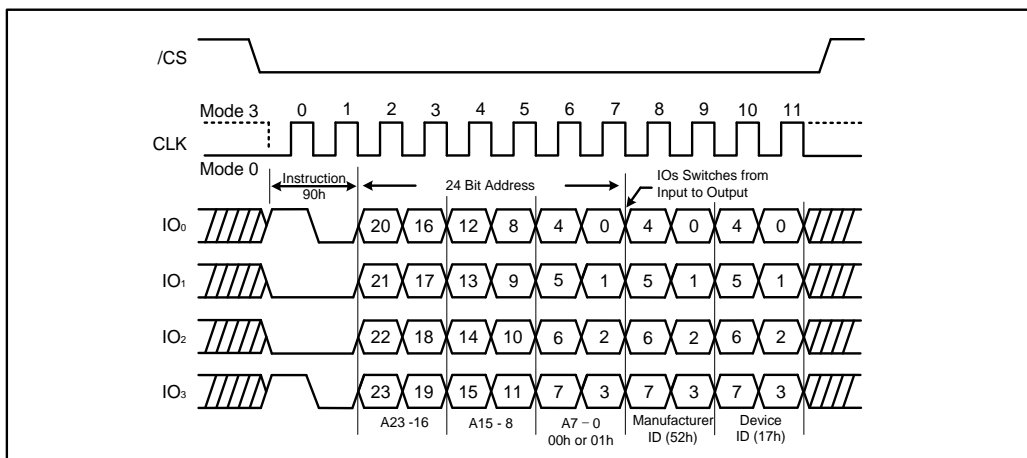 /CS
Mode 3 0 1 2 3 4 5 6 7 8 9 10 11
CLK
Mode 0
Instruction 24 Bit Address IOs Switches from
90h Input to Output
IO0 20 16 12 8 4 0 4 0 4 0
IO1 21 17 13 9 5 1 5 1 5 1
IO2 22 18 14 10 6 2 6 2 6 2
IO3 23 19 15 11 7 3 7 3 7 3
A23 -16 A15 - 8 A7 – 0 Manufacturer Device
00h or 01h ID (52h) ID (17h)